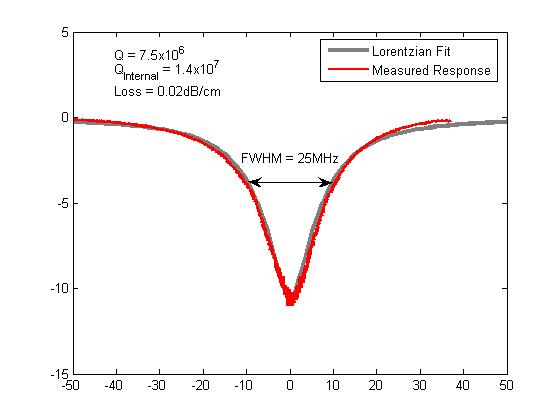 5
Q = 7.5x10^6
Q_Internal = 1.4x10^7
Loss = 0.02dB/cm
Lorentzian Fit
Measured Response
0
FWHM = 25MHz
-5
-10
-15
-50 -40 -30 -20 -10 0 10 20 30 40 50